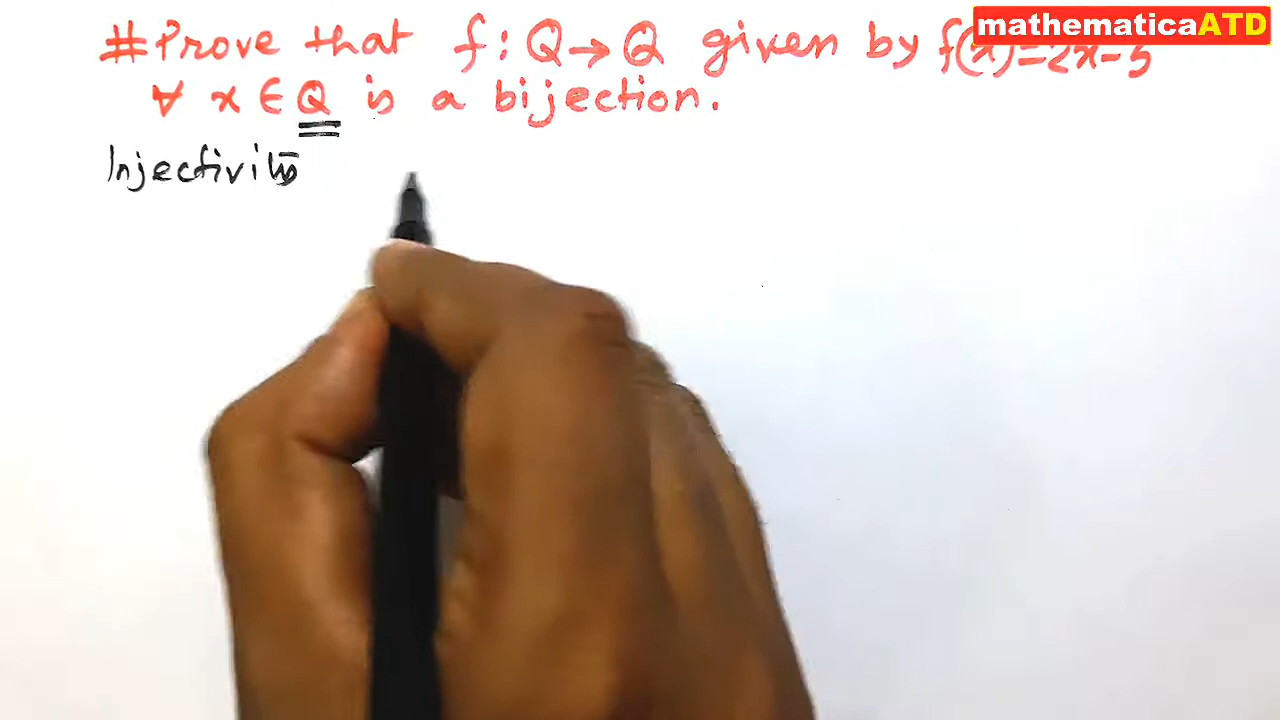 mathematicaATD
#Prove that f: Q→Q given by f(x)=2x-5
∀ x ∈ Q is a bijection.
Injectivity